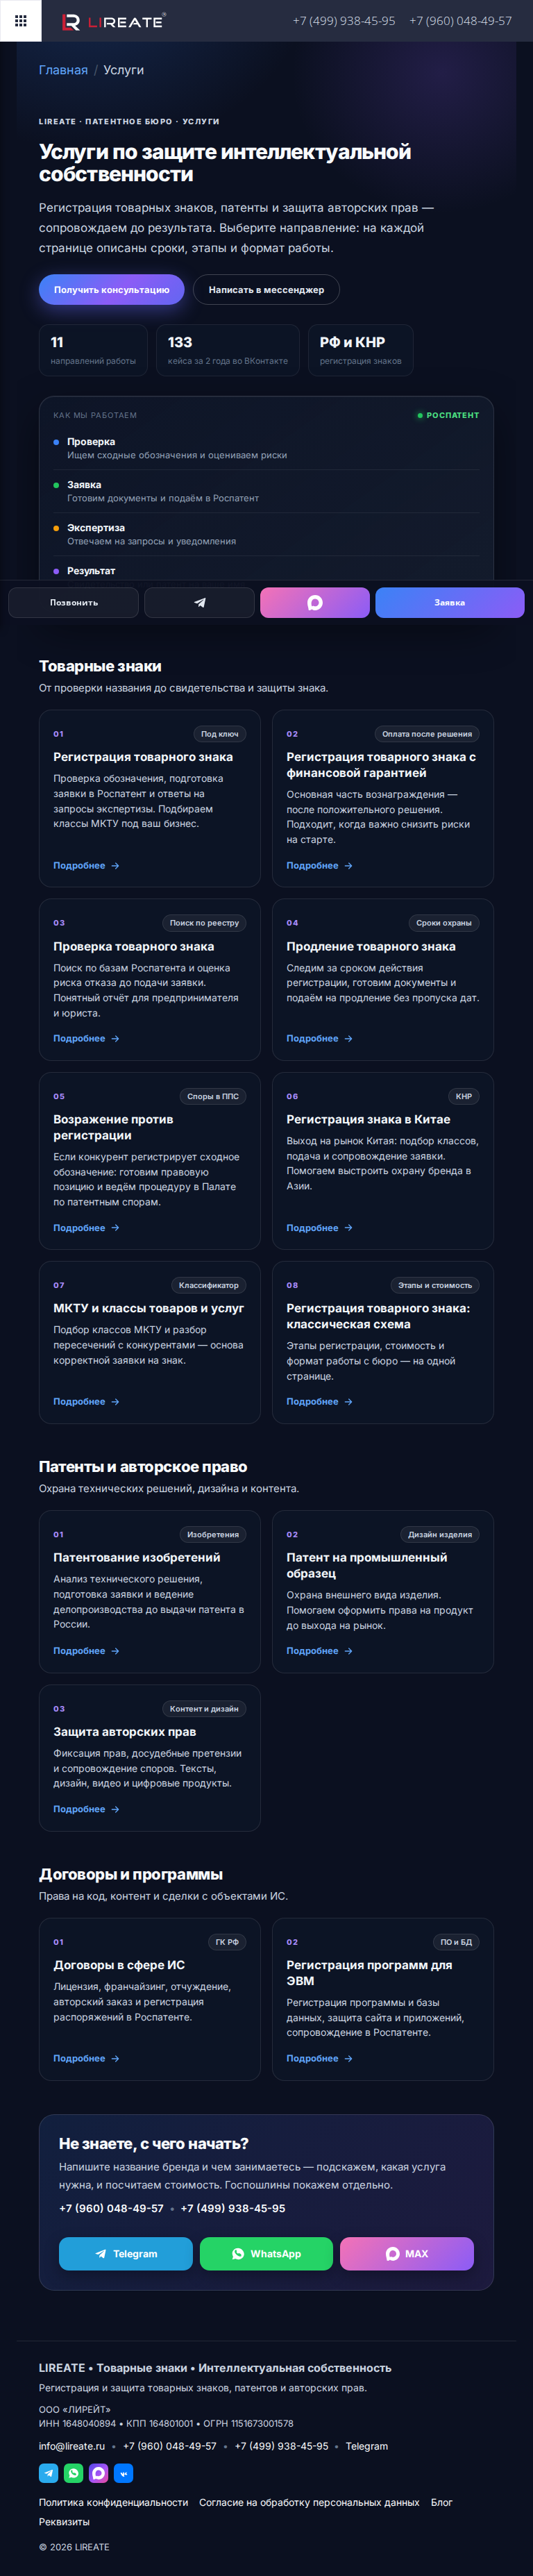 LIREATE®
+7 (499) 938-45-95 +7 (960) 048-49-57
Главная / Услуги
LIREATE · ПАТЕНТНОЕ БЮРО · УСЛУГИ
Услуги по защите интеллектуальной
собственности
Регистрация товарных знаков, патенты и защита авторских прав —
сопровождаем до результата. Выберите направление: на каждой
странице описаны сроки, этапы и формат работы.
Получить консультацию
Написать в мессенджер
11
направлений работы
133
кейса за 2 года во ВКонтакте
РФ и КНР
регистрация знаков
КАК МЫ РАБОТАЕМ
РОСПАТЕНТ
Проверка
Ищем сходные обозначения и оцениваем риски
Заявка
Готовим документы и подаём в Роспатент
Экспертиза
Отвечаем на запросы и уведомления
Результат
Позвонить
Заявка
Товарные знаки
От проверки названия до свидетельства и защиты знака.
01
Под ключ
Регистрация товарного знака
Проверка обозначения, подготовка
заявки в Роспатент и ответы на
запросы экспертизы. Подбираем
классы МКТУ под ваш бизнес.
Подробнее →
02
Оплата после решения
Регистрация товарного знака с
финансовой гарантией
Основная часть вознаграждения —
после положительного решения.
Подходит, когда важно снизить риски
на старте.
Подробнее →
03
Поиск по реестру
Проверка товарного знака
Поиск по базам Роспатента и оценка
риска отказа до подачи заявки.
Понятный отчёт для предпринимателя
и юриста.
Подробнее →
04
Сроки охраны
Продление товарного знака
Следим за сроком действия
регистрации, готовим документы и
подаём на продление без пропуска дат.
Подробнее →
05
Споры в ППС
Возражение против
регистрации
Если конкурент регистрирует сходное
обозначение: готовим правовую
позицию и ведём процедуру в Палате
по патентным спорам.
Подробнее →
06
КНР
Регистрация знака в Китае
Выход на рынок Китая: подбор классов,
подача и сопровождение заявки.
Помогаем выстроить охрану бренда в
Азии.
Подробнее →
07
Классификатор
МКТУ и классы товаров и услуг
Подбор классов МКТУ и разбор
пересечений с конкурентами — основа
корректной заявки на знак.
Подробнее →
08
Этапы и стоимость
Регистрация товарного знака:
классическая схема
Этапы регистрации, стоимость и
формат работы с бюро — на одной
странице.
Подробнее →
Патенты и авторское право
Охрана технических решений, дизайна и контента.
01
Изобретения
Патентование изобретений
Анализ технического решения,
подготовка заявки и ведение
делопроизводства до выдачи патента в
России.
Подробнее →
02
Дизайн изделия
Патент на промышленный
образец
Охрана внешнего вида изделия.
Помогаем оформить права на продукт
до выхода на рынок.
Подробнее →
03
Контент и дизайн
Защита авторских прав
Фиксация прав, досудебные претензии
и сопровождение споров. Тексты,
дизайн, видео и цифровые продукты.
Подробнее →
Договоры и программы
Права на код, контент и сделки с объектами ИС.
01
ГК РФ
Договоры в сфере ИС
Лицензия, франчайзинг, отчуждение,
авторский заказ и регистрация
распоряжений в Роспатенте.
Подробнее →
02
ПО и БД
Регистрация программ для
ЭВМ
Регистрация программы и базы
данных, защита сайта и приложений,
сопровождение в Роспатенте.
Подробнее →
Не знаете, с чего начать?
Напишите название бренда и чем занимаетесь — подскажем, какая услуга
нужна, и посчитаем стоимость. Госпошлины покажем отдельно.
+7 (960) 048-49-57 • +7 (499) 938-45-95
Telegram
WhatsApp
MAX
LIREATE • Товарные знаки • Интеллектуальная собственность
Регистрация и защита товарных знаков, патентов и авторских прав.
ООО «ЛИРЕЙТ»
ИНН 1648040894 • КПП 164801001 • ОГРН 1151673001578
info@lireate.ru • +7 (960) 048-49-57 • +7 (499) 938-45-95 • Telegram
Политика конфиденциальности Согласие на обработку персональных данных Блог
Реквизиты
© 2026 LIREATE